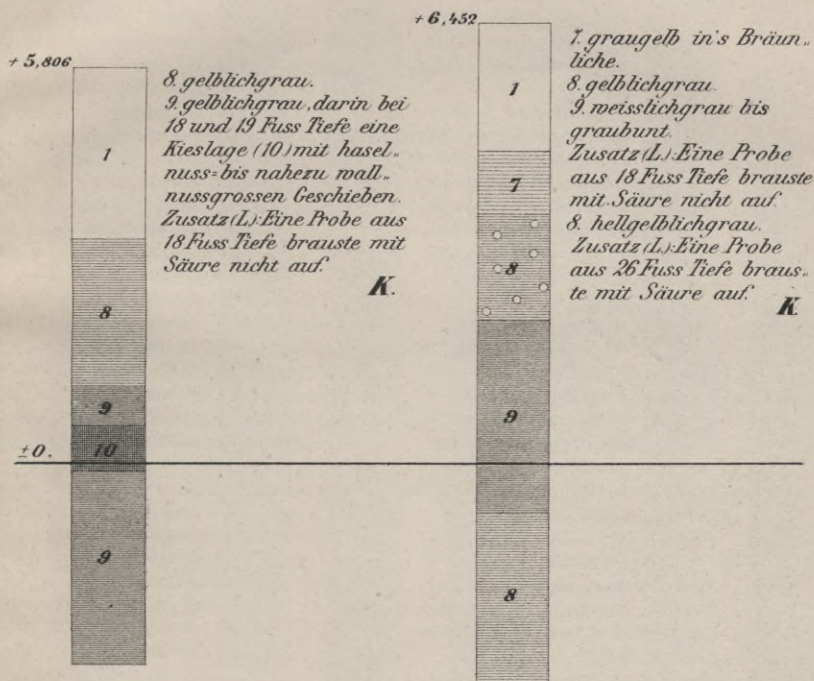 + 5,806
8. gelblichgrau.
9. gelblichgrau, darin bei
18 und 19 Fuss Tiefe eine
Kieslage (10) mit hasel„
nuss= bis nahezu wall„
nussgrossen Geschieben.
Zusatz (L): Eine Probe aus
18 Fuss Tiefe brauste mit
Säure nicht auf.
K.
1
8
9
10
±0.
9
+ 6,452
7. graugelb in's Bräun„
liche.
8. gelblichgrau.
9. weisslichgrau bis
graubunt.
Zusatz (L): Eine Probe
aus 18 Fuss Tiefe brauste
mit Säure nicht auf.
8. hellgelblichgrau.
Zusatz (L): Eine Probe
aus 26 Fuss Tiefe braus„
te mit Säure auf.
K
1
7
8
9
8